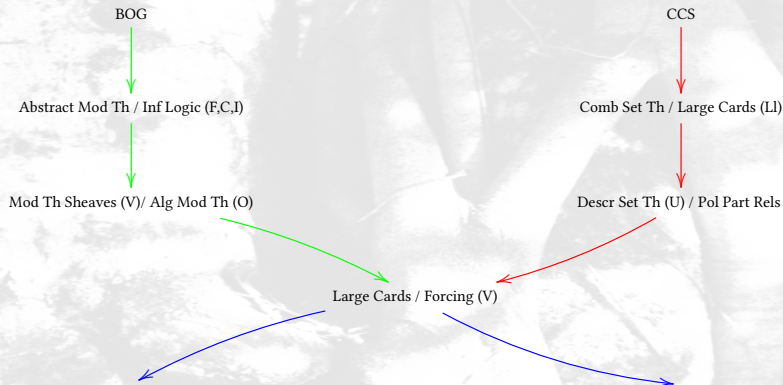 BOG
CCS
Abstract Mod Th / Inf Logic (F,C,I)
Comb Set Th / Large Cards (Ll)
Mod Th Sheaves (V)/ Alg Mod Th (O)
Descr Set Th (U) / Pol Part Rels
Large Cards / Forcing (V)